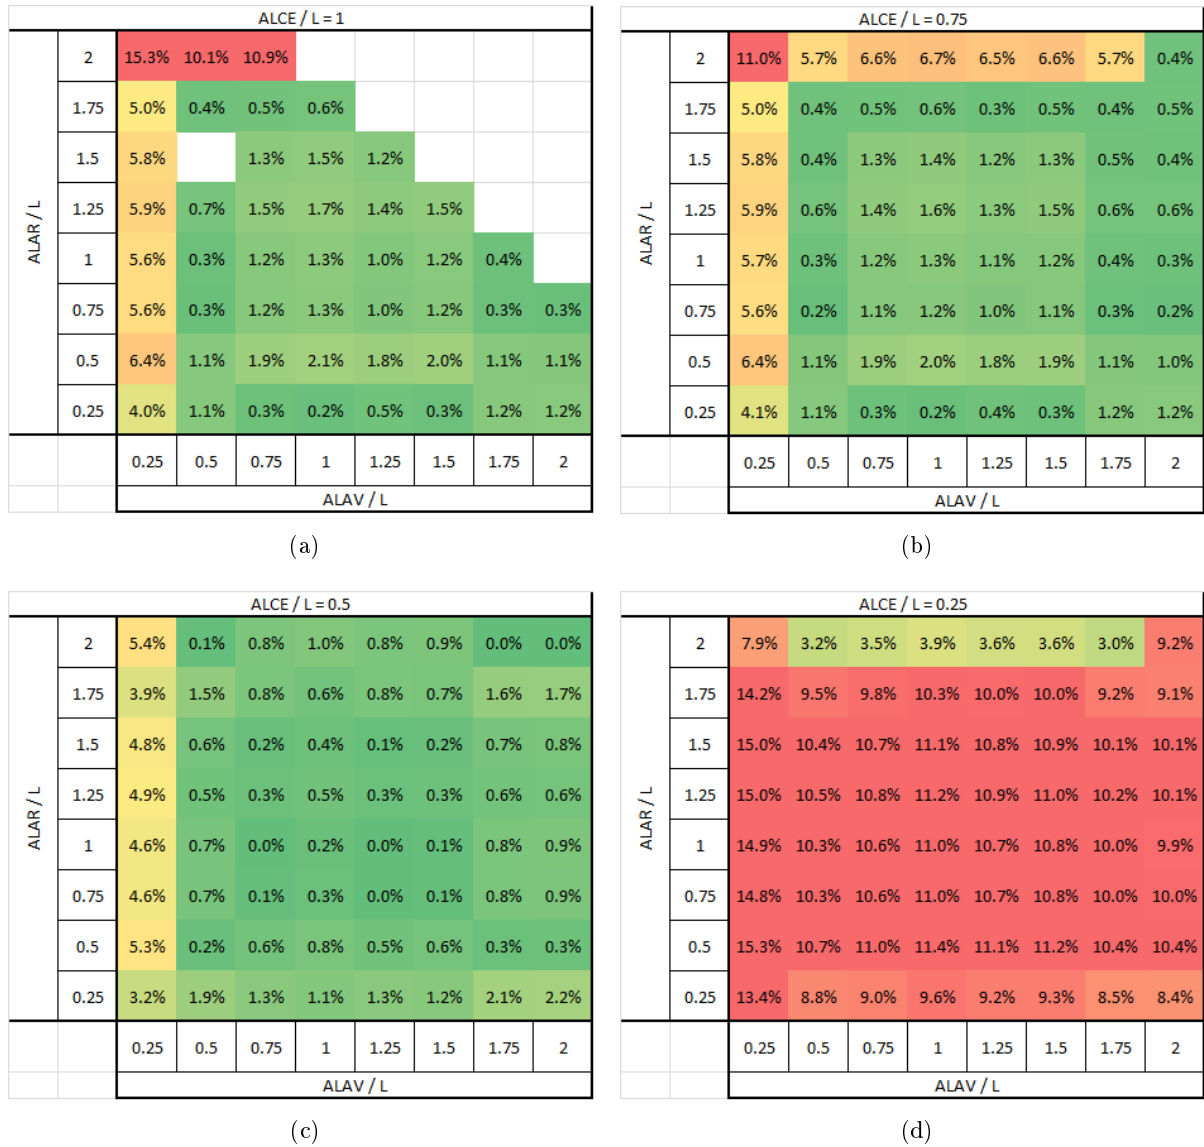 ALCE / L = 1
2 15.3% 10.1% 10.9%
1.75 5.0% 0.4% 0.5% 0.6%
1.5 5.8% 1.3% 1.5% 1.2%
1.25 5.9% 0.7% 1.5% 1.7% 1.4% 1.5%
1 5.6% 0.3% 1.2% 1.3% 1.0% 1.2% 0.4%
0.75 5.6% 0.3% 1.2% 1.3% 1.0% 1.2% 0.3% 0.3%
0.5 6.4% 1.1% 1.9% 2.1% 1.8% 2.0% 1.1% 1.1%
0.25 4.0% 1.1% 0.3% 0.2% 0.5% 0.3% 1.2% 1.2%
ALAR / L
0.25 0.5 0.75 1 1.25 1.5 1.75 2
ALAV / L
(a)
ALCE / L = 0.75
2 11.0% 5.7% 6.6% 6.7% 6.5% 6.6% 5.7% 0.4%
1.75 5.0% 0.4% 0.5% 0.6% 0.3% 0.5% 0.4% 0.5%
1.5 5.8% 0.4% 1.3% 1.4% 1.2% 1.3% 0.5% 0.4%
1.25 5.9% 0.6% 1.4% 1.6% 1.3% 1.5% 0.6% 0.6%
1 5.7% 0.3% 1.2% 1.3% 1.1% 1.2% 0.4% 0.3%
0.75 5.6% 0.2% 1.1% 1.2% 1.0% 1.1% 0.3% 0.2%
0.5 6.4% 1.1% 1.9% 2.0% 1.8% 1.9% 1.1% 1.0%
0.25 4.1% 1.1% 0.3% 0.2% 0.4% 0.3% 1.2% 1.2%
ALAR / L
0.25 0.5 0.75 1 1.25 1.5 1.75 2
ALAV / L
(b)
ALCE / L = 0.5
2 5.4% 0.1% 0.8% 1.0% 0.8% 0.9% 0.0% 0.0%
1.75 3.9% 1.5% 0.8% 0.6% 0.8% 0.7% 1.6% 1.7%
1.5 4.8% 0.6% 0.2% 0.4% 0.1% 0.2% 0.7% 0.8%
1.25 4.9% 0.5% 0.3% 0.5% 0.3% 0.3% 0.6% 0.6%
1 4.6% 0.7% 0.0% 0.2% 0.0% 0.1% 0.8% 0.9%
0.75 4.6% 0.7% 0.1% 0.3% 0.0% 0.1% 0.8% 0.9%
0.5 5.3% 0.2% 0.6% 0.8% 0.5% 0.6% 0.3% 0.3%
0.25 3.2% 1.9% 1.3% 1.1% 1.3% 1.2% 2.1% 2.2%
ALAR / L
0.25 0.5 0.75 1 1.25 1.5 1.75 2
ALAV / L
(c)
ALCE / L = 0.25
2 7.9% 3.2% 3.5% 3.9% 3.6% 3.6% 3.0% 9.2%
1.75 14.2% 9.5% 9.8% 10.3% 10.0% 10.0% 9.2% 9.1%
1.5 15.0% 10.4% 10.7% 11.1% 10.8% 10.9% 10.1% 10.1%
1.25 15.0% 10.5% 10.8% 11.2% 10.9% 11.0% 10.2% 10.1%
1 14.9% 10.3% 10.6% 11.0% 10.7% 10.8% 10.0% 9.9%
0.75 14.8% 10.3% 10.6% 11.0% 10.7% 10.8% 10.0% 10.0%
0.5 15.3% 10.7% 11.0% 11.4% 11.1% 11.2% 10.4% 10.4%
0.25 13.4% 8.8% 9.0% 9.6% 9.2% 9.3% 8.5% 8.4%
ALAR / L
0.25 0.5 0.75 1 1.25 1.5 1.75 2
ALAV / L
(d)